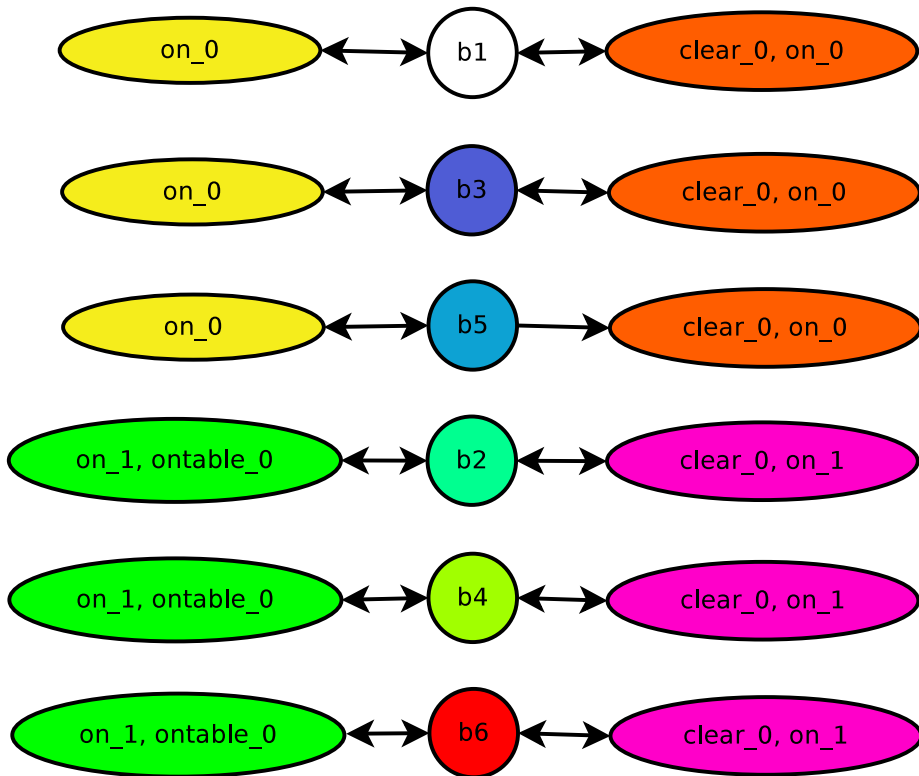 on_0 b1 clear_0, on_0
on_0 b3 clear_0, on_0
on_0 b5 clear_0, on_0
on_1, ontable_0 b2 clear_0, on_1
on_1, ontable_0 b4 clear_0, on_1
on_1, ontable_0 b6 clear_0, on_1